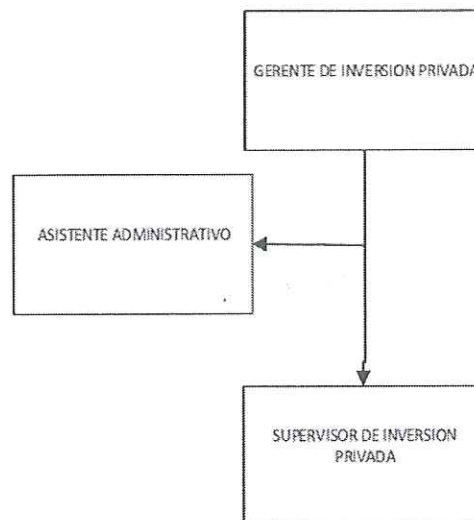 GERENTE DE INVERSION PRIVADA
ASISTENTE ADMINISTRATIVO
SUPERVISOR DE INVERSION
PRIVADA